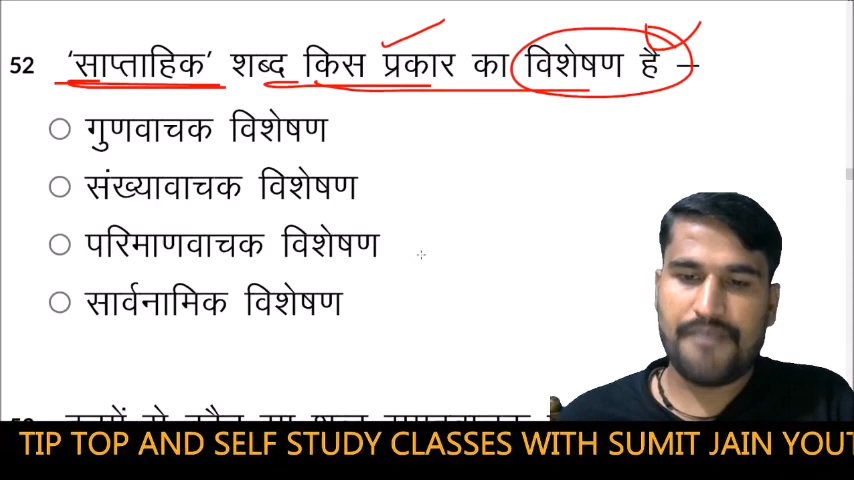 52 'साप्ताहिक' शब्द किस प्रकार का विशेषण है –
गुणवाचक विशेषण
संख्यावाचक विशेषण
परिमाणवाचक विशेषण
सार्वनामिक विशेषण
TIP TOP AND SELF STUDY CLASSES WITH SUMIT JAIN YOUT